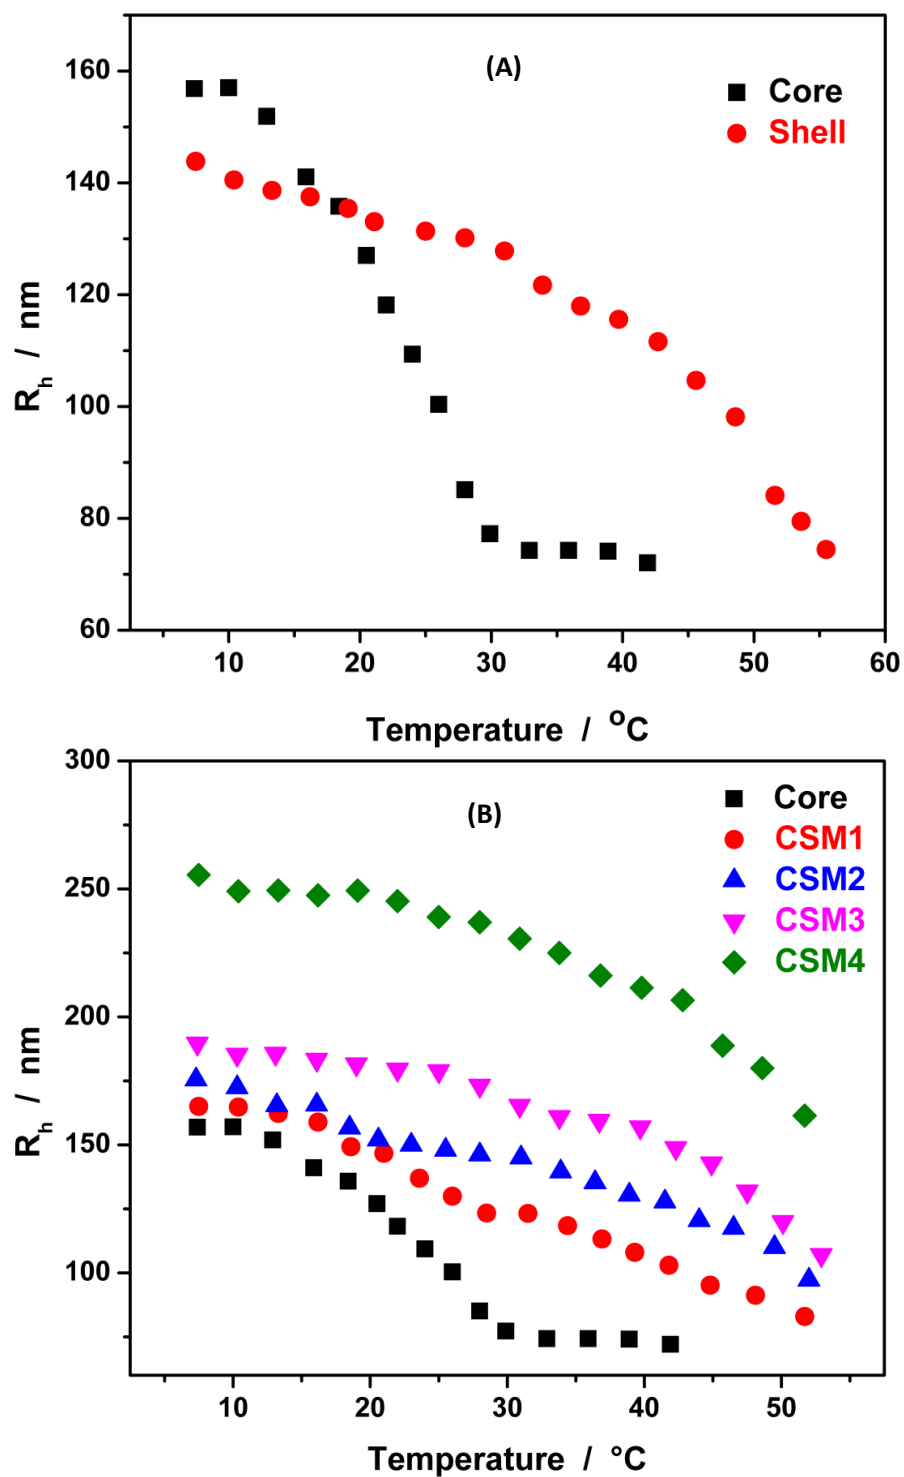 (A)
Core
Shell
160
140
120
100
80
60
R_h / nm
10 20 30 40 50 60
Temperature / °C
(B)
Core
CSM1
CSM2
CSM3
CSM4
300
250
200
150
100
R_h / nm
10 20 30 40 50
Temperature / °C